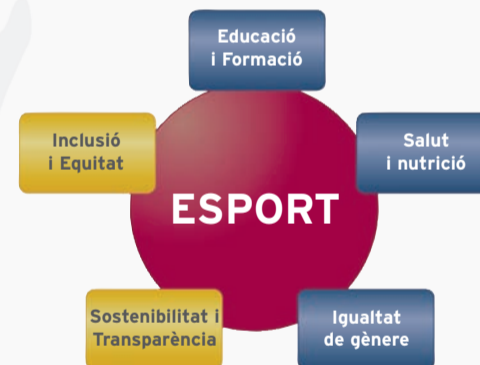 Educació
i Formació
Inclusió
i Equitat
Salut
i nutrició
ESPORT
Sostenibilitat i
Transparència
Igualtat
de gènere